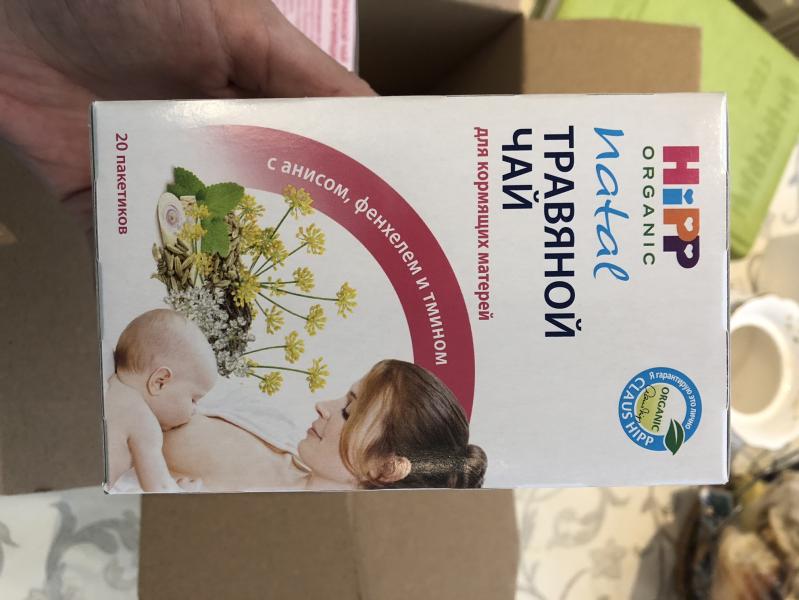 HiPP
ORGANIC
natal
ТРАВЯНОЙ
ЧАЙ
для кормящих матерей
с анисом, фенхелем и тмином
Я гарантирую это лично
ORGANIC
CLAUS HIPP
20 пакетиков